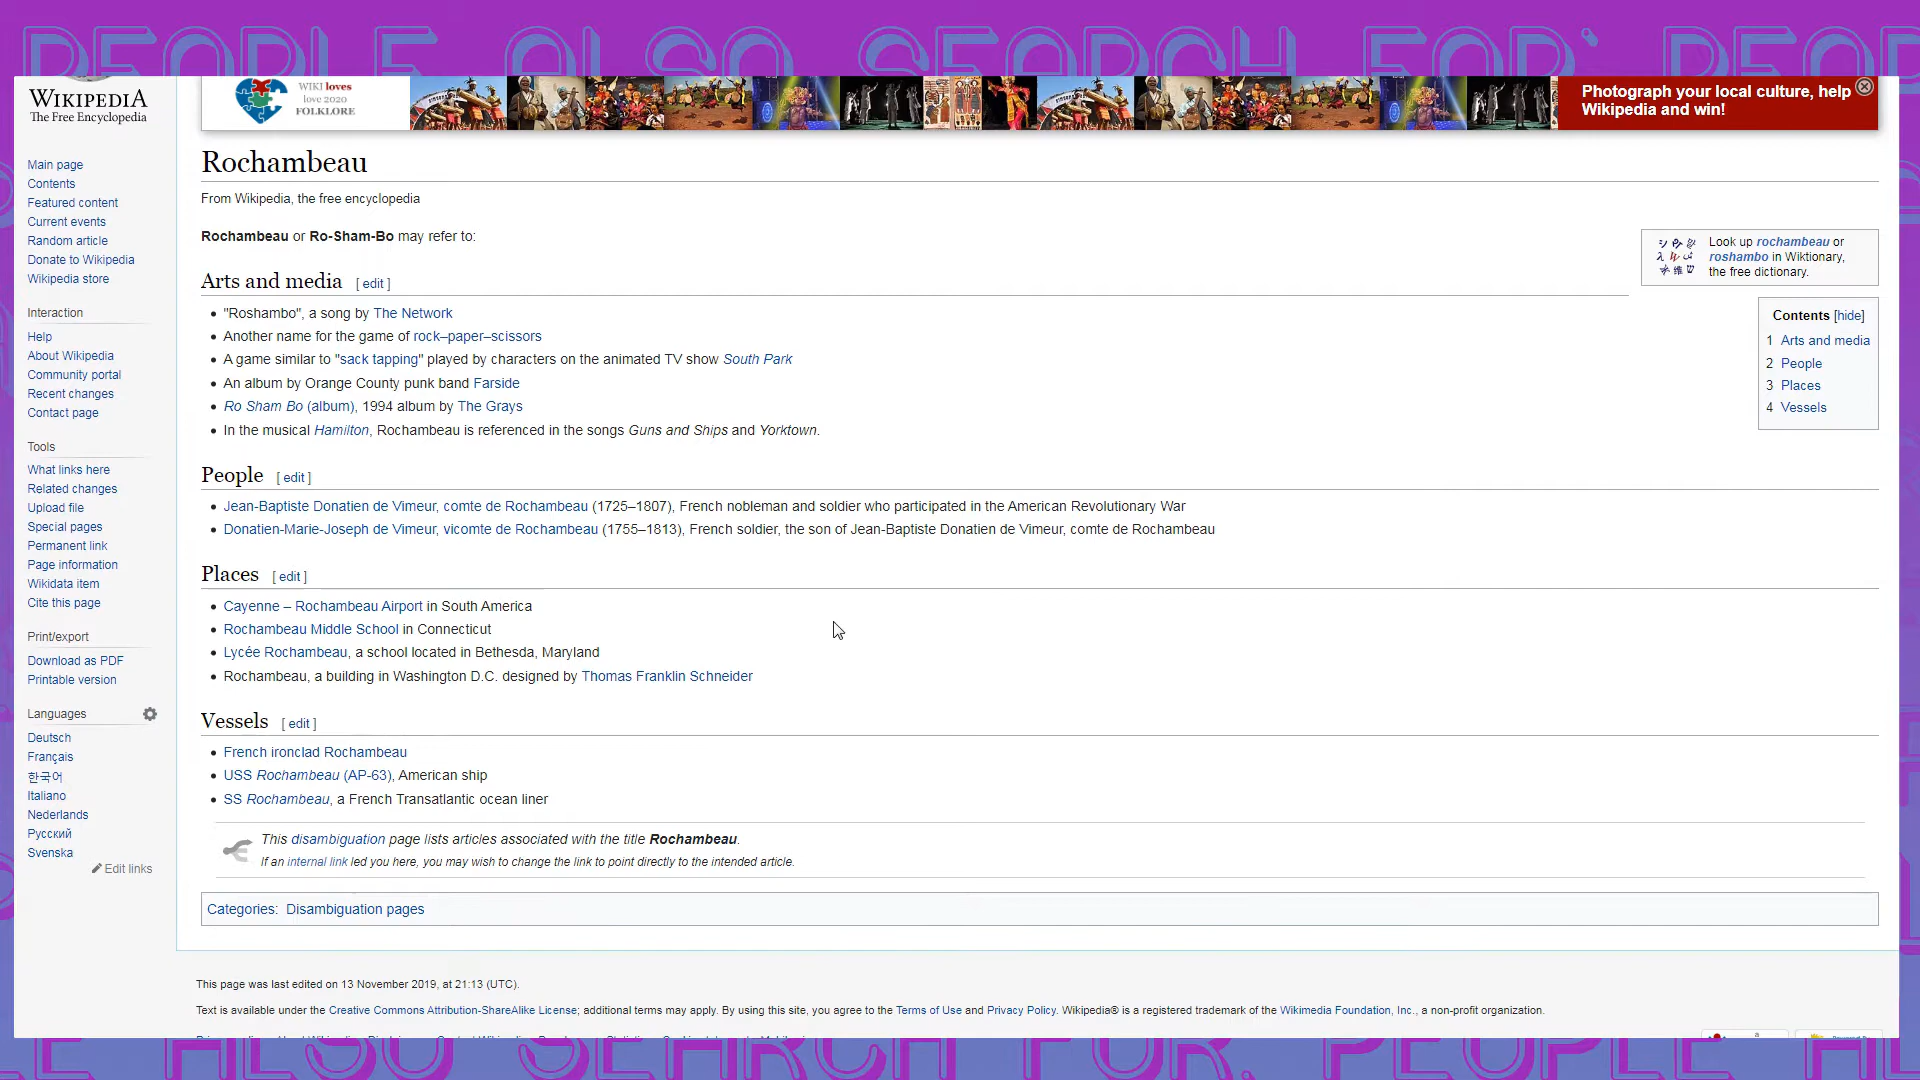 PEOPLE ALSO SEARCH FOR: PEOP
WIKIPEDIA
The Free Encyclopedia
WIKI loves
love 2020
FOLKLORE
Photograph your local culture, help
Wikipedia and win!
Main page
Contents
Featured content
Current events
Random article
Donate to Wikipedia
Wikipedia store
Interaction
Help
About Wikipedia
Community portal
Recent changes
Contact page
Tools
What links here
Related changes
Upload file
Special pages
Permanent link
Page information
Wikidata item
Cite this page
Print/export
Download as PDF
Printable version
Languages
Deutsch
Français
한국어
Italiano
Nederlands
Русский
Svenska
Edit links
Rochambeau
From Wikipedia, the free encyclopedia
Rochambeau or Ro-Sham-Bo may refer to:
Look up rochambeau or
roshambo in Wiktionary,
the free dictionary.
Contents [hide]
1 Arts and media
2 People
3 Places
4 Vessels
Arts and media [ edit ]
• "Roshambo", a song by The Network
• Another name for the game of rock–paper–scissors
• A game similar to "sack tapping" played by characters on the animated TV show South Park
• An album by Orange County punk band Farside
• Ro Sham Bo (album), 1994 album by The Grays
• In the musical Hamilton, Rochambeau is referenced in the songs Guns and Ships and Yorktown.
People [ edit ]
• Jean-Baptiste Donatien de Vimeur, comte de Rochambeau (1725–1807), French nobleman and soldier who participated in the American Revolutionary War
• Donatien-Marie-Joseph de Vimeur, vicomte de Rochambeau (1755–1813), French soldier, the son of Jean-Baptiste Donatien de Vimeur, comte de Rochambeau
Places [ edit ]
• Cayenne – Rochambeau Airport in South America
• Rochambeau Middle School in Connecticut
• Lycée Rochambeau, a school located in Bethesda, Maryland
• Rochambeau, a building in Washington D.C. designed by Thomas Franklin Schneider
Vessels [ edit ]
• French ironclad Rochambeau
• USS Rochambeau (AP-63), American ship
• SS Rochambeau, a French Transatlantic ocean liner
This disambiguation page lists articles associated with the title Rochambeau.
If an internal link led you here, you may wish to change the link to point directly to the intended article.
Categories: Disambiguation pages
This page was last edited on 13 November 2019, at 21:13 (UTC).
Text is available under the Creative Commons Attribution-ShareAlike License; additional terms may apply. By using this site, you agree to the Terms of Use and Privacy Policy. Wikipedia® is a registered trademark of the Wikimedia Foundation, Inc., a non-profit organization.
LE ALSO SEARCH FOR: PEOPLE AL